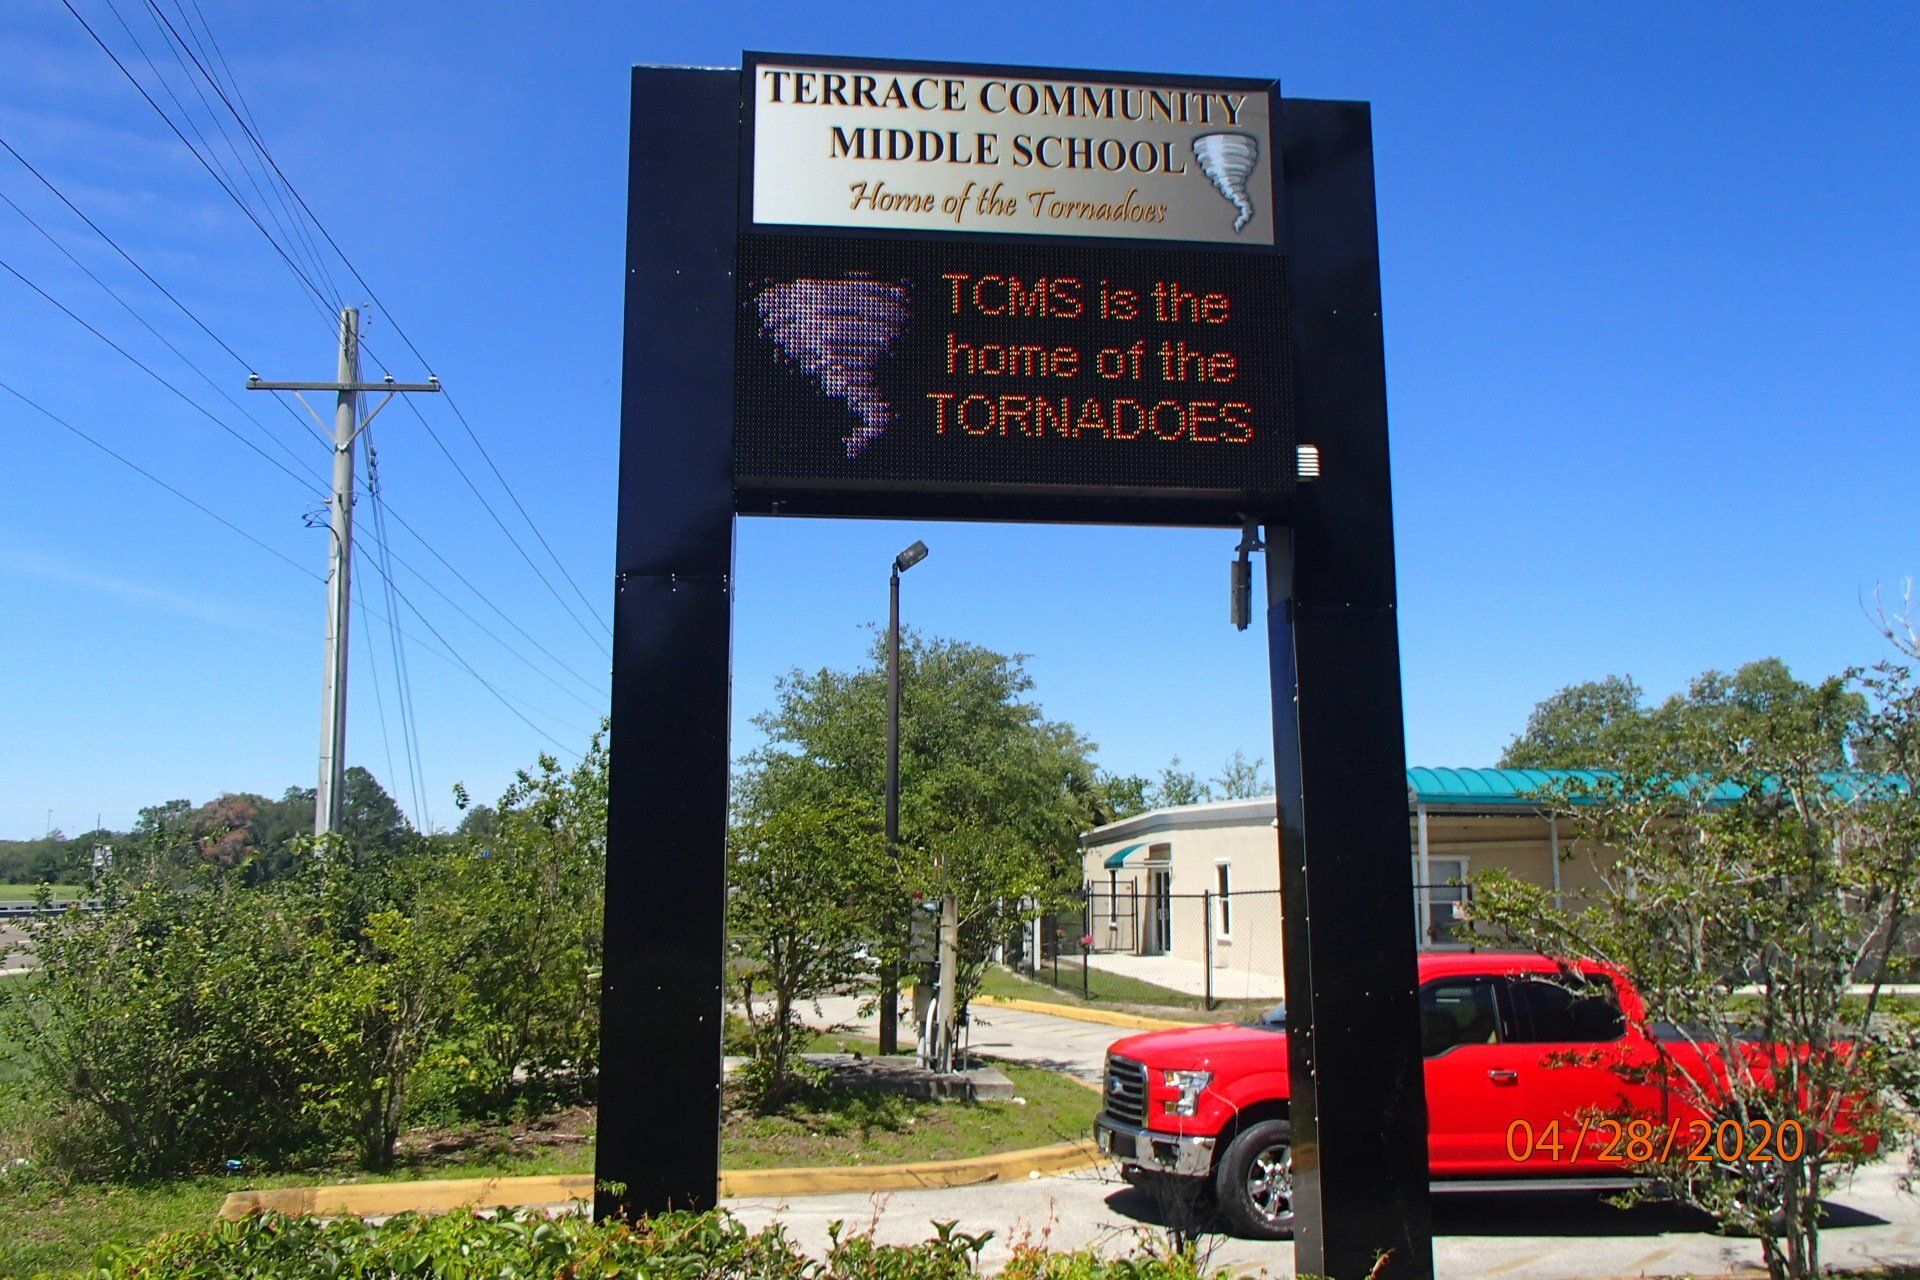 TERRACE COMMUNITY
MIDDLE SCHOOL
Home of the Tornadoes
TCMS is the
home of the
TORNADOES
04/28/2020